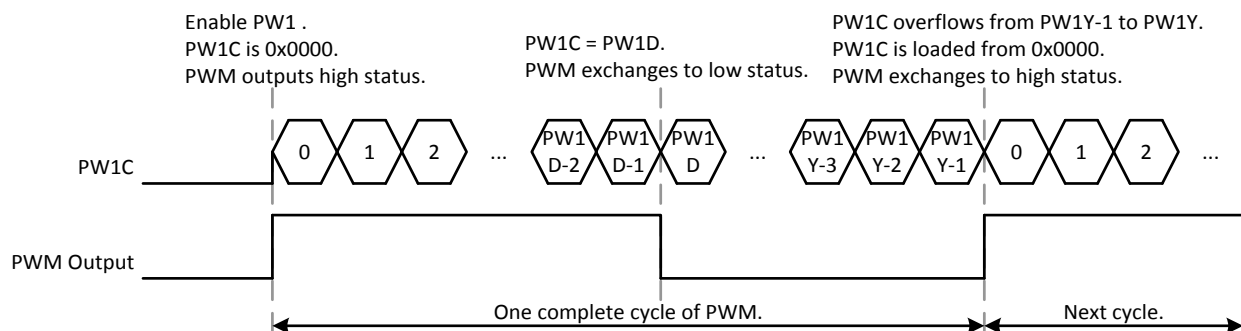 Enable PW1 .
PW1C is 0x0000.
PWM outputs high status.
PW1C = PW1D.
PWM exchanges to low status.
PW1C overflows from PW1Y-1 to PW1Y.
PW1C is loaded from 0x0000.
PWM exchanges to high status.
PW1C
0
1
2
...
PW1
D-2
PW1
D-1
PW1
D
...
PW1
Y-3
PW1
Y-2
PW1
Y-1
0
1
2
...
PWM Output
One complete cycle of PWM.
Next cycle.